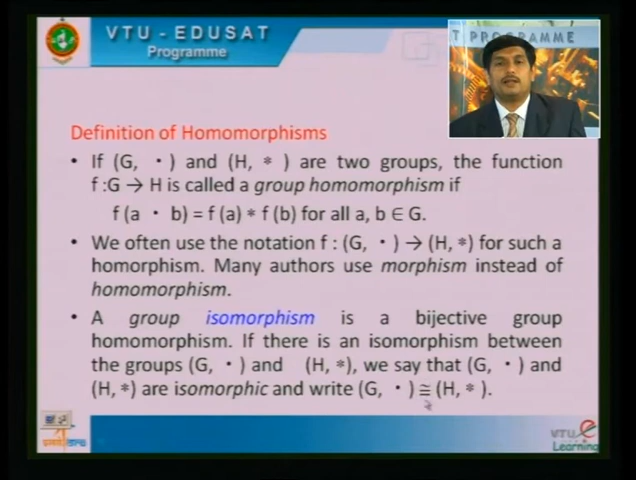 VTU - EDUSAT
Programme
T PROGRAMME
Definition of Homomorphisms
• If (G, · ) and (H, * ) are two groups, the function
f :G → H is called a group homomorphism if
f (a · b) = f (a) * f (b) for all a, b ∈ G.
• We often use the notation f : (G, · ) → (H, *) for such a
homorphism. Many authors use morphism instead of
homomorphism.
• A group isomorphism is a bijective group
homomorphism. If there is an isomorphism between
the groups (G, · ) and (H, *), we say that (G, · ) and
(H, *) are isomorphic and write (G, · ) ≅ (H, * ).
VTU e
Learning